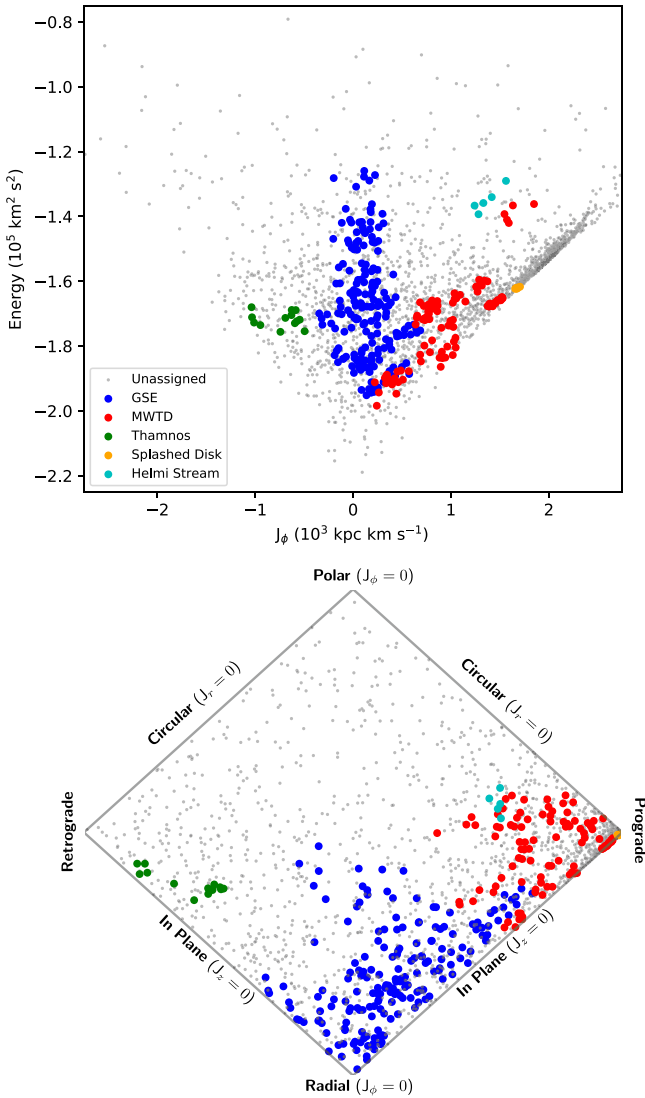 −0.8
−1.0
−1.2
−1.4
−1.6
−1.8
−2.0
−2.2
Energy (10⁵ km² s²)
Unassigned
GSE
MWTD
Thamnos
Splashed Disk
Helmi Stream
−2 −1 0 1 2
J_ϕ (10³ kpc km s⁻¹)
Polar (J_ϕ = 0)
Circular (J_r = 0)
Circular (J_r = 0)
Retrograde
Prograde
In Plane (J_z = 0)
In Plane (J_z = 0)
Radial (J_ϕ = 0)